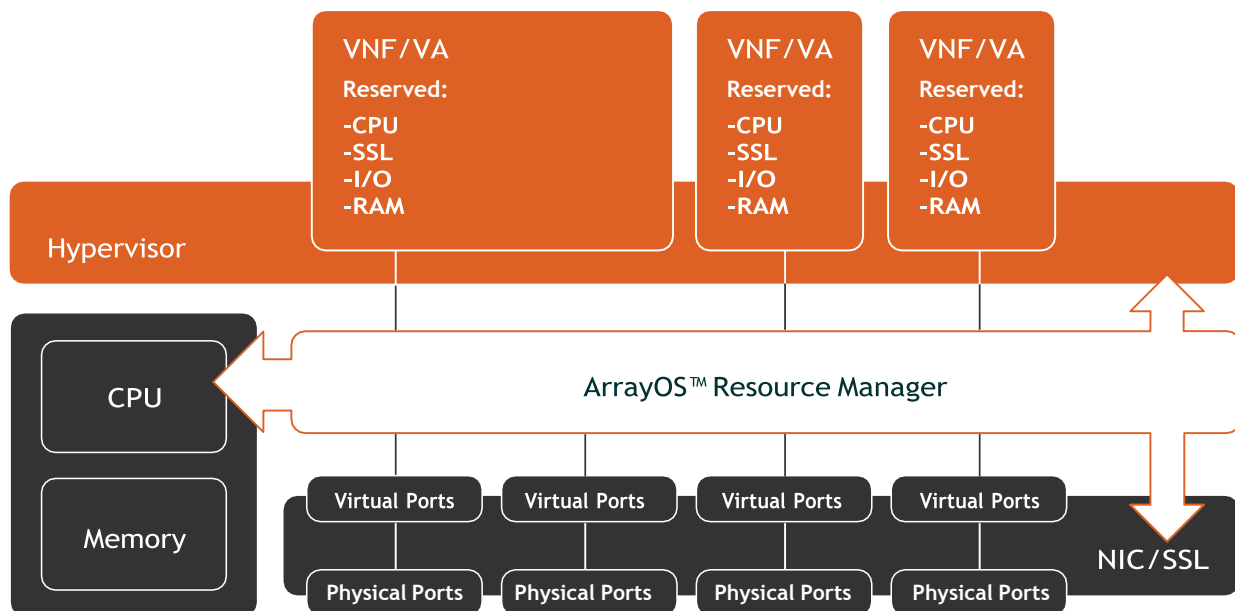 VNF/VA
Reserved:
-CPU
-SSL
-I/O
-RAM
VNF/VA
Reserved:
-CPU
-SSL
-I/O
-RAM
VNF/VA
Reserved:
-CPU
-SSL
-I/O
-RAM
Hypervisor
CPU
Memory
ArrayOS™ Resource Manager
Virtual Ports
Virtual Ports
Virtual Ports
Virtual Ports
NIC/SSL
Physical Ports
Physical Ports
Physical Ports
Physical Ports